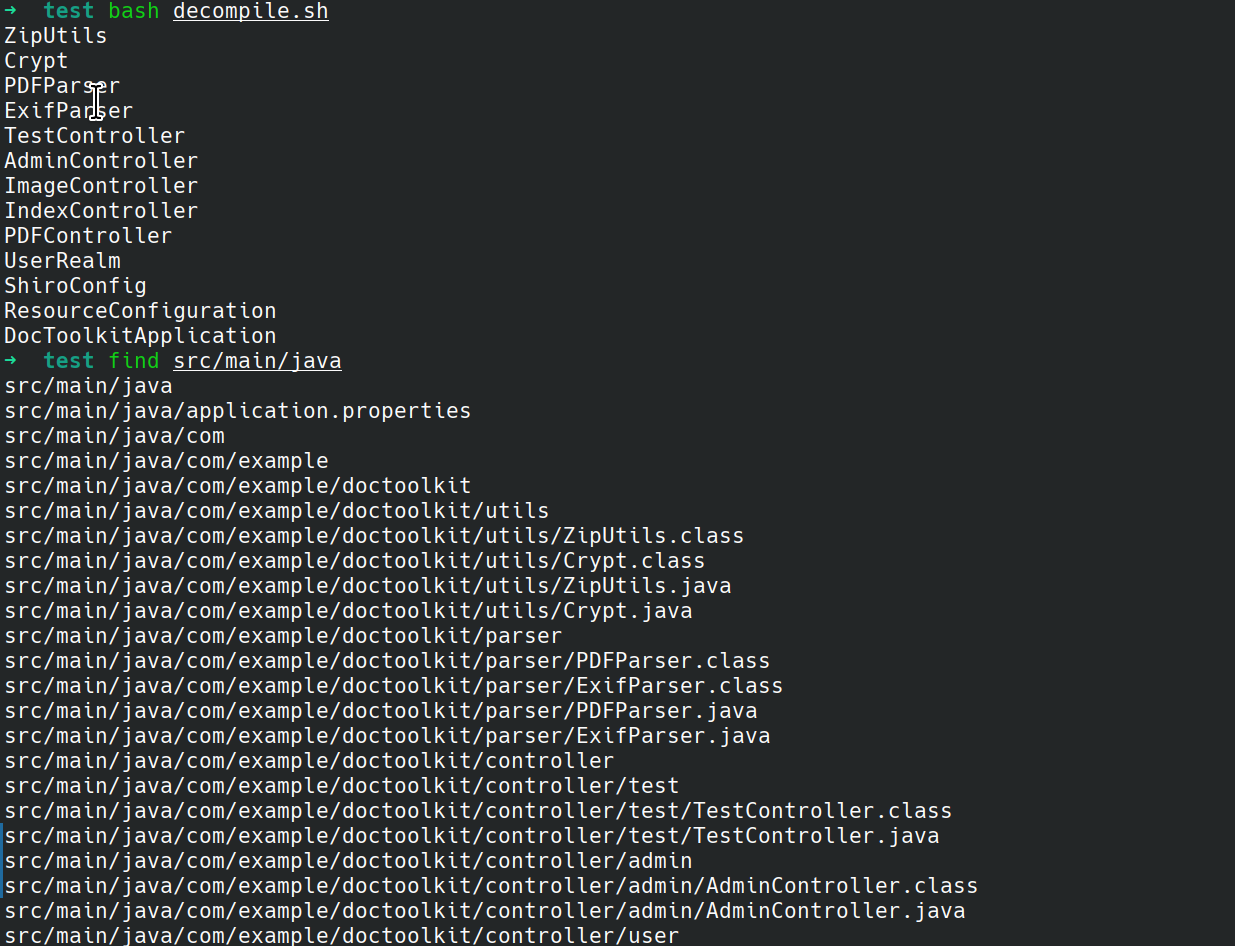 ➜  test bash decompile.sh
ZipUtils
Crypt
PDFParser
ExifParser
TestController
AdminController
ImageController
IndexController
PDFController
UserRealm
ShiroConfig
ResourceConfiguration
DocToolkitApplication
➜  test find src/main/java
src/main/java
src/main/java/application.properties
src/main/java/com
src/main/java/com/example
src/main/java/com/example/doctoolkit
src/main/java/com/example/doctoolkit/utils
src/main/java/com/example/doctoolkit/utils/ZipUtils.class
src/main/java/com/example/doctoolkit/utils/Crypt.class
src/main/java/com/example/doctoolkit/utils/ZipUtils.java
src/main/java/com/example/doctoolkit/utils/Crypt.java
src/main/java/com/example/doctoolkit/parser
src/main/java/com/example/doctoolkit/parser/PDFParser.class
src/main/java/com/example/doctoolkit/parser/ExifParser.class
src/main/java/com/example/doctoolkit/parser/PDFParser.java
src/main/java/com/example/doctoolkit/parser/ExifParser.java
src/main/java/com/example/doctoolkit/controller
src/main/java/com/example/doctoolkit/controller/test
src/main/java/com/example/doctoolkit/controller/test/TestController.class
src/main/java/com/example/doctoolkit/controller/test/TestController.java
src/main/java/com/example/doctoolkit/controller/admin
src/main/java/com/example/doctoolkit/controller/admin/AdminController.class
src/main/java/com/example/doctoolkit/controller/admin/AdminController.java
src/main/java/com/example/doctoolkit/controller/user